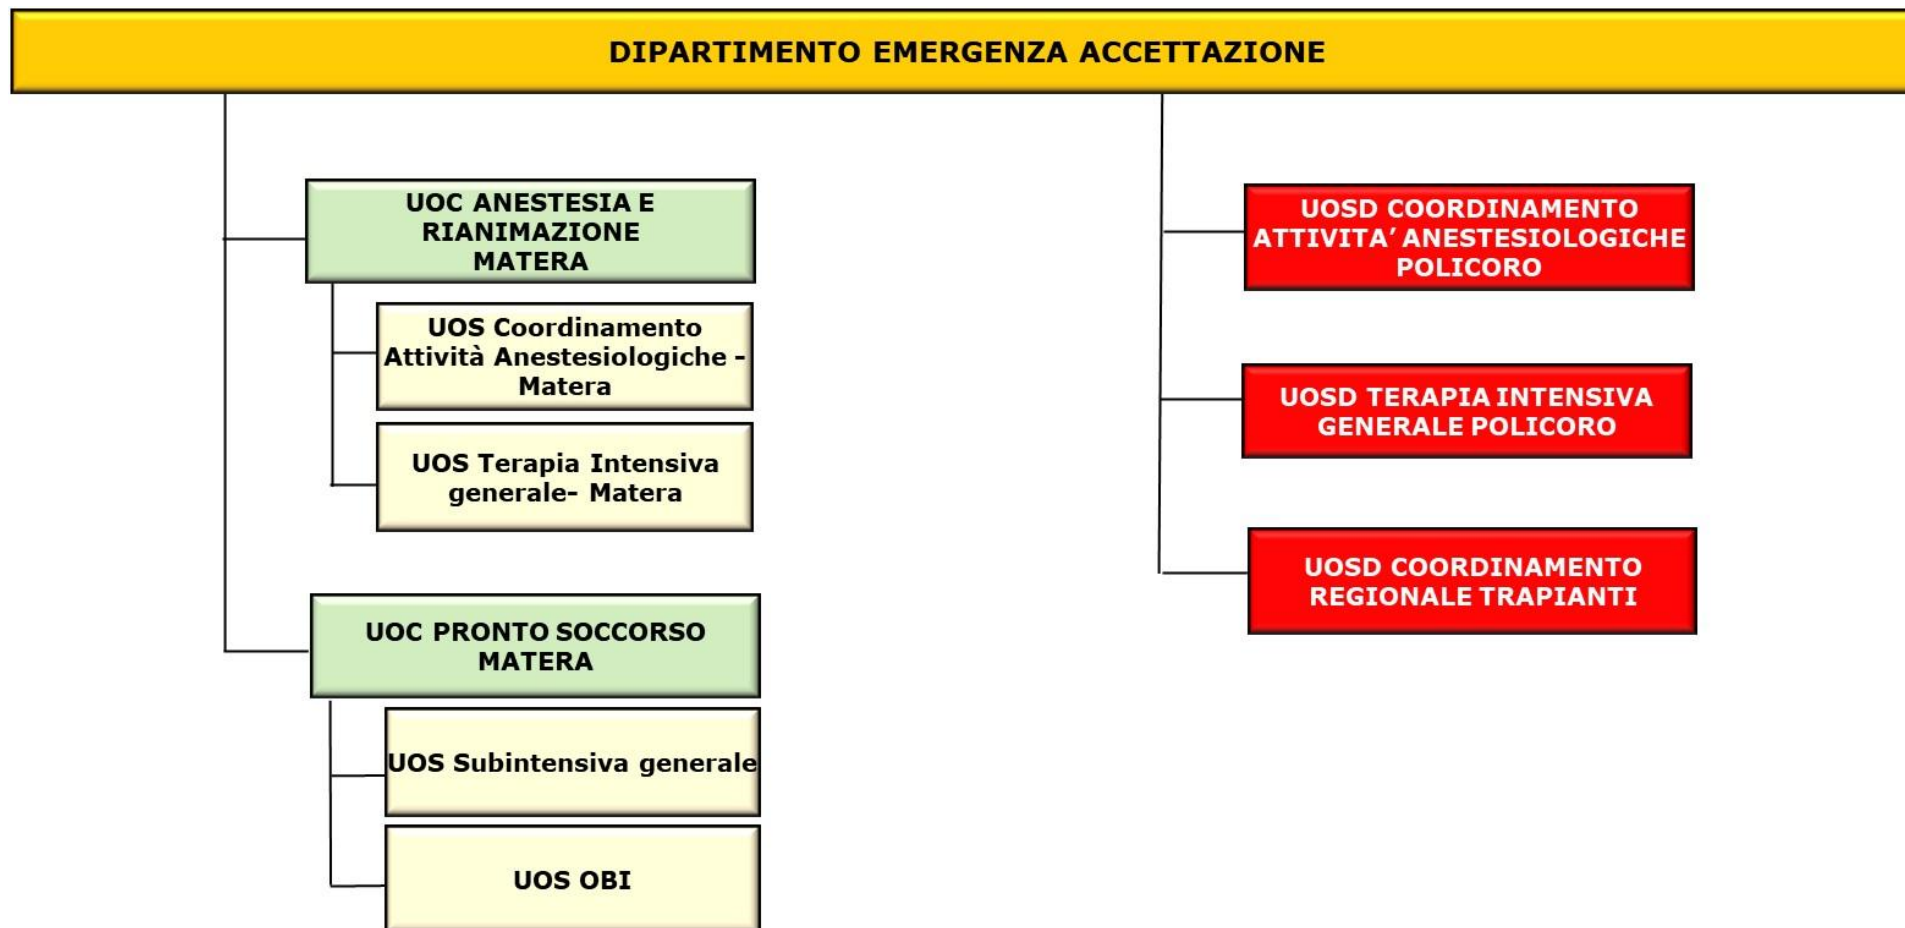 DIPARTIMENTO EMERGENZA ACCETTAZIONE
UOC ANESTESIA E
RIANIMAZIONE
MATERA
UOS Coordinamento
Attività Anestesiologiche -
Matera
UOS Terapia Intensiva
generale- Matera
UOC PRONTO SOCCORSO
MATERA
UOS Subintensiva generale
UOS OBI
UOSD COORDINAMENTO
ATTIVITA’ ANESTESIOLOGICHE
POLICORO
UOSD TERAPIA INTENSIVA
GENERALE POLICORO
UOSD COORDINAMENTO
REGIONALE TRAPIANTI